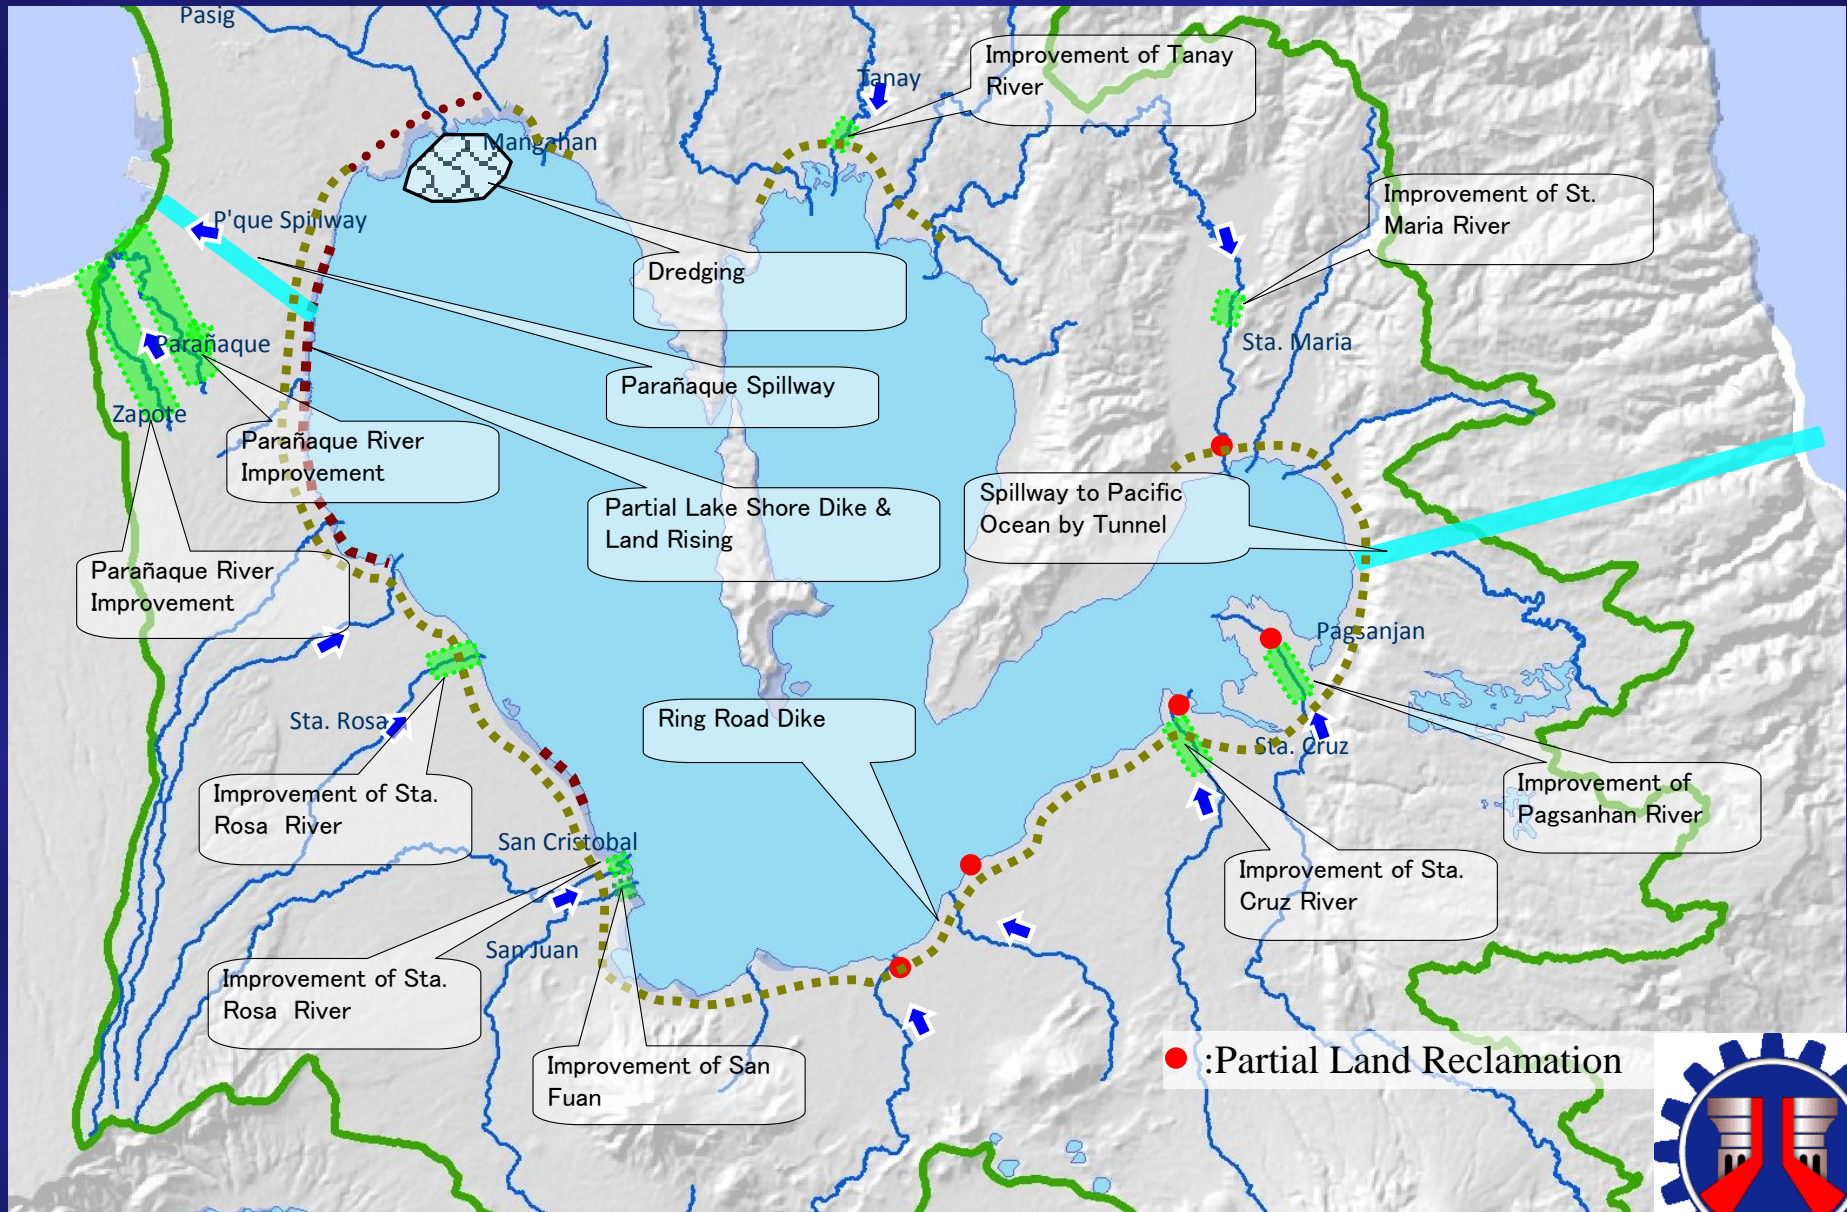 Pasig
Improvement of Tanay
River
Tanay
Mangahan
Improvement of St.
Maria River
P'que Spillway
Dredging
Parañaque
Sta. Maria
Parañaque Spillway
Zapote
Parañaque River
Improvement
Partial Lake Shore Dike &
Land Rising
Spillway to Pacific
Ocean by Tunnel
Parañaque River
Improvement
Pagsanjan
Sta. Rosa
Ring Road Dike
Sta. Cruz
Improvement of Sta.
Rosa River
Improvement of
Pagsanhan River
San Cristobal
Improvement of Sta.
Cruz River
San Juan
Improvement of Sta.
Rosa River
Improvement of San
Fuan
:Partial Land Reclamation